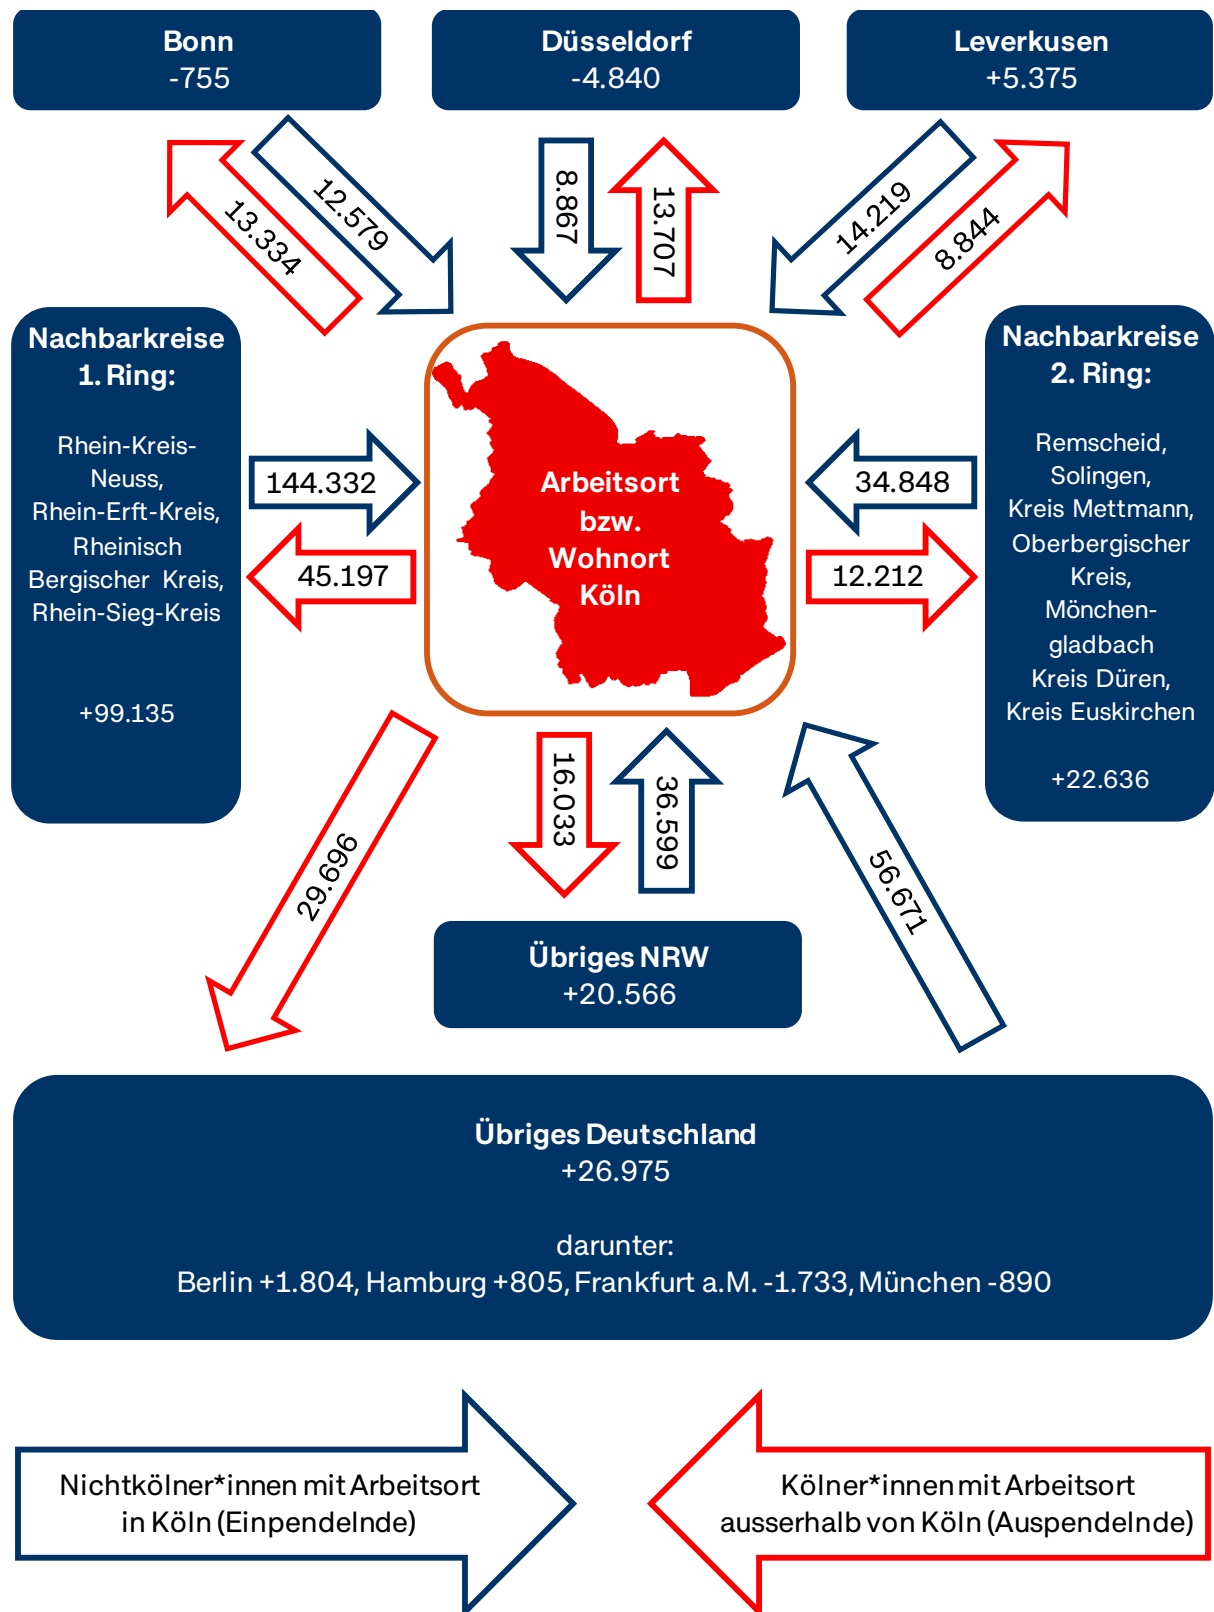 Bonn
-755
Düsseldorf
-4.840
Leverkusen
+5.375
13.334
12.579
8.867
13.707
14.219
8.844
Nachbarkreise
1. Ring:
Rhein-Kreis-
Neuss,
Rhein-Erft-Kreis,
Rheinisch
Bergischer Kreis,
Rhein-Sieg-Kreis
+99.135
144.332
45.197
Arbeitsort
bzw.
Wohnort
Köln
34.848
12.212
Nachbarkreise
2. Ring:
Remscheid,
Solingen,
Kreis Mettmann,
Oberbergischer
Kreis,
Mönchen-
gladbach
Kreis Düren,
Kreis Euskirchen
+22.636
29.696
16.033
36.599
56.671
Übriges NRW
+20.566
Übriges Deutschland
+26.975
darunter:
Berlin +1.804, Hamburg +805, Frankfurt a.M. -1.733, München -890
Nichtkölner*innen mit Arbeitsort
in Köln (Einpendelnde)
Kölner*innen mit Arbeitsort
ausserhalb von Köln (Auspendelnde)